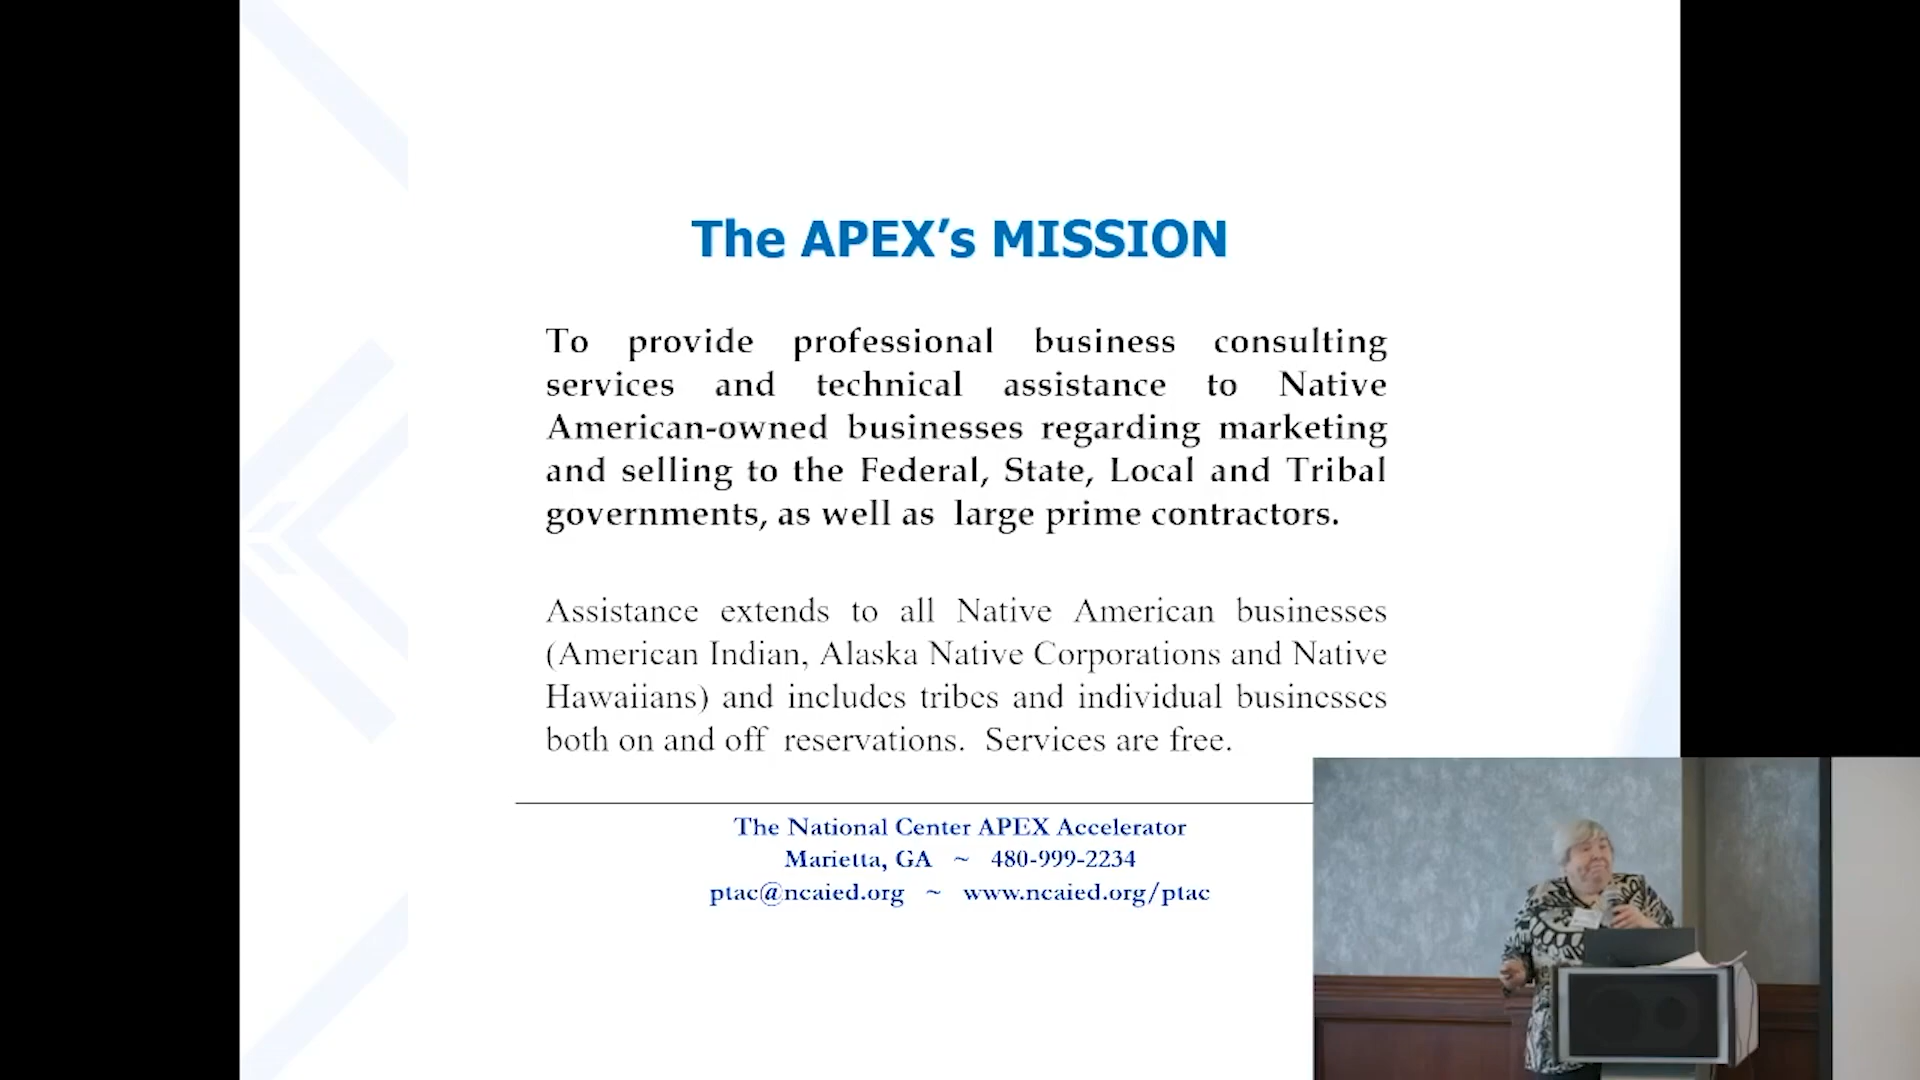 The APEX’s MISSION
To provide professional business consulting
services and technical assistance to Native
American-owned businesses regarding marketing
and selling to the Federal, State, Local and Tribal
governments, as well as large prime contractors.
Assistance extends to all Native American businesses
(American Indian, Alaska Native Corporations and Native
Hawaiians) and includes tribes and individual businesses
both on and off reservations. Services are free.
The National Center APEX Accelerator
Marietta, GA ~ 480-999-2234
ptac@ncaied.org ~ www.ncaied.org/ptac